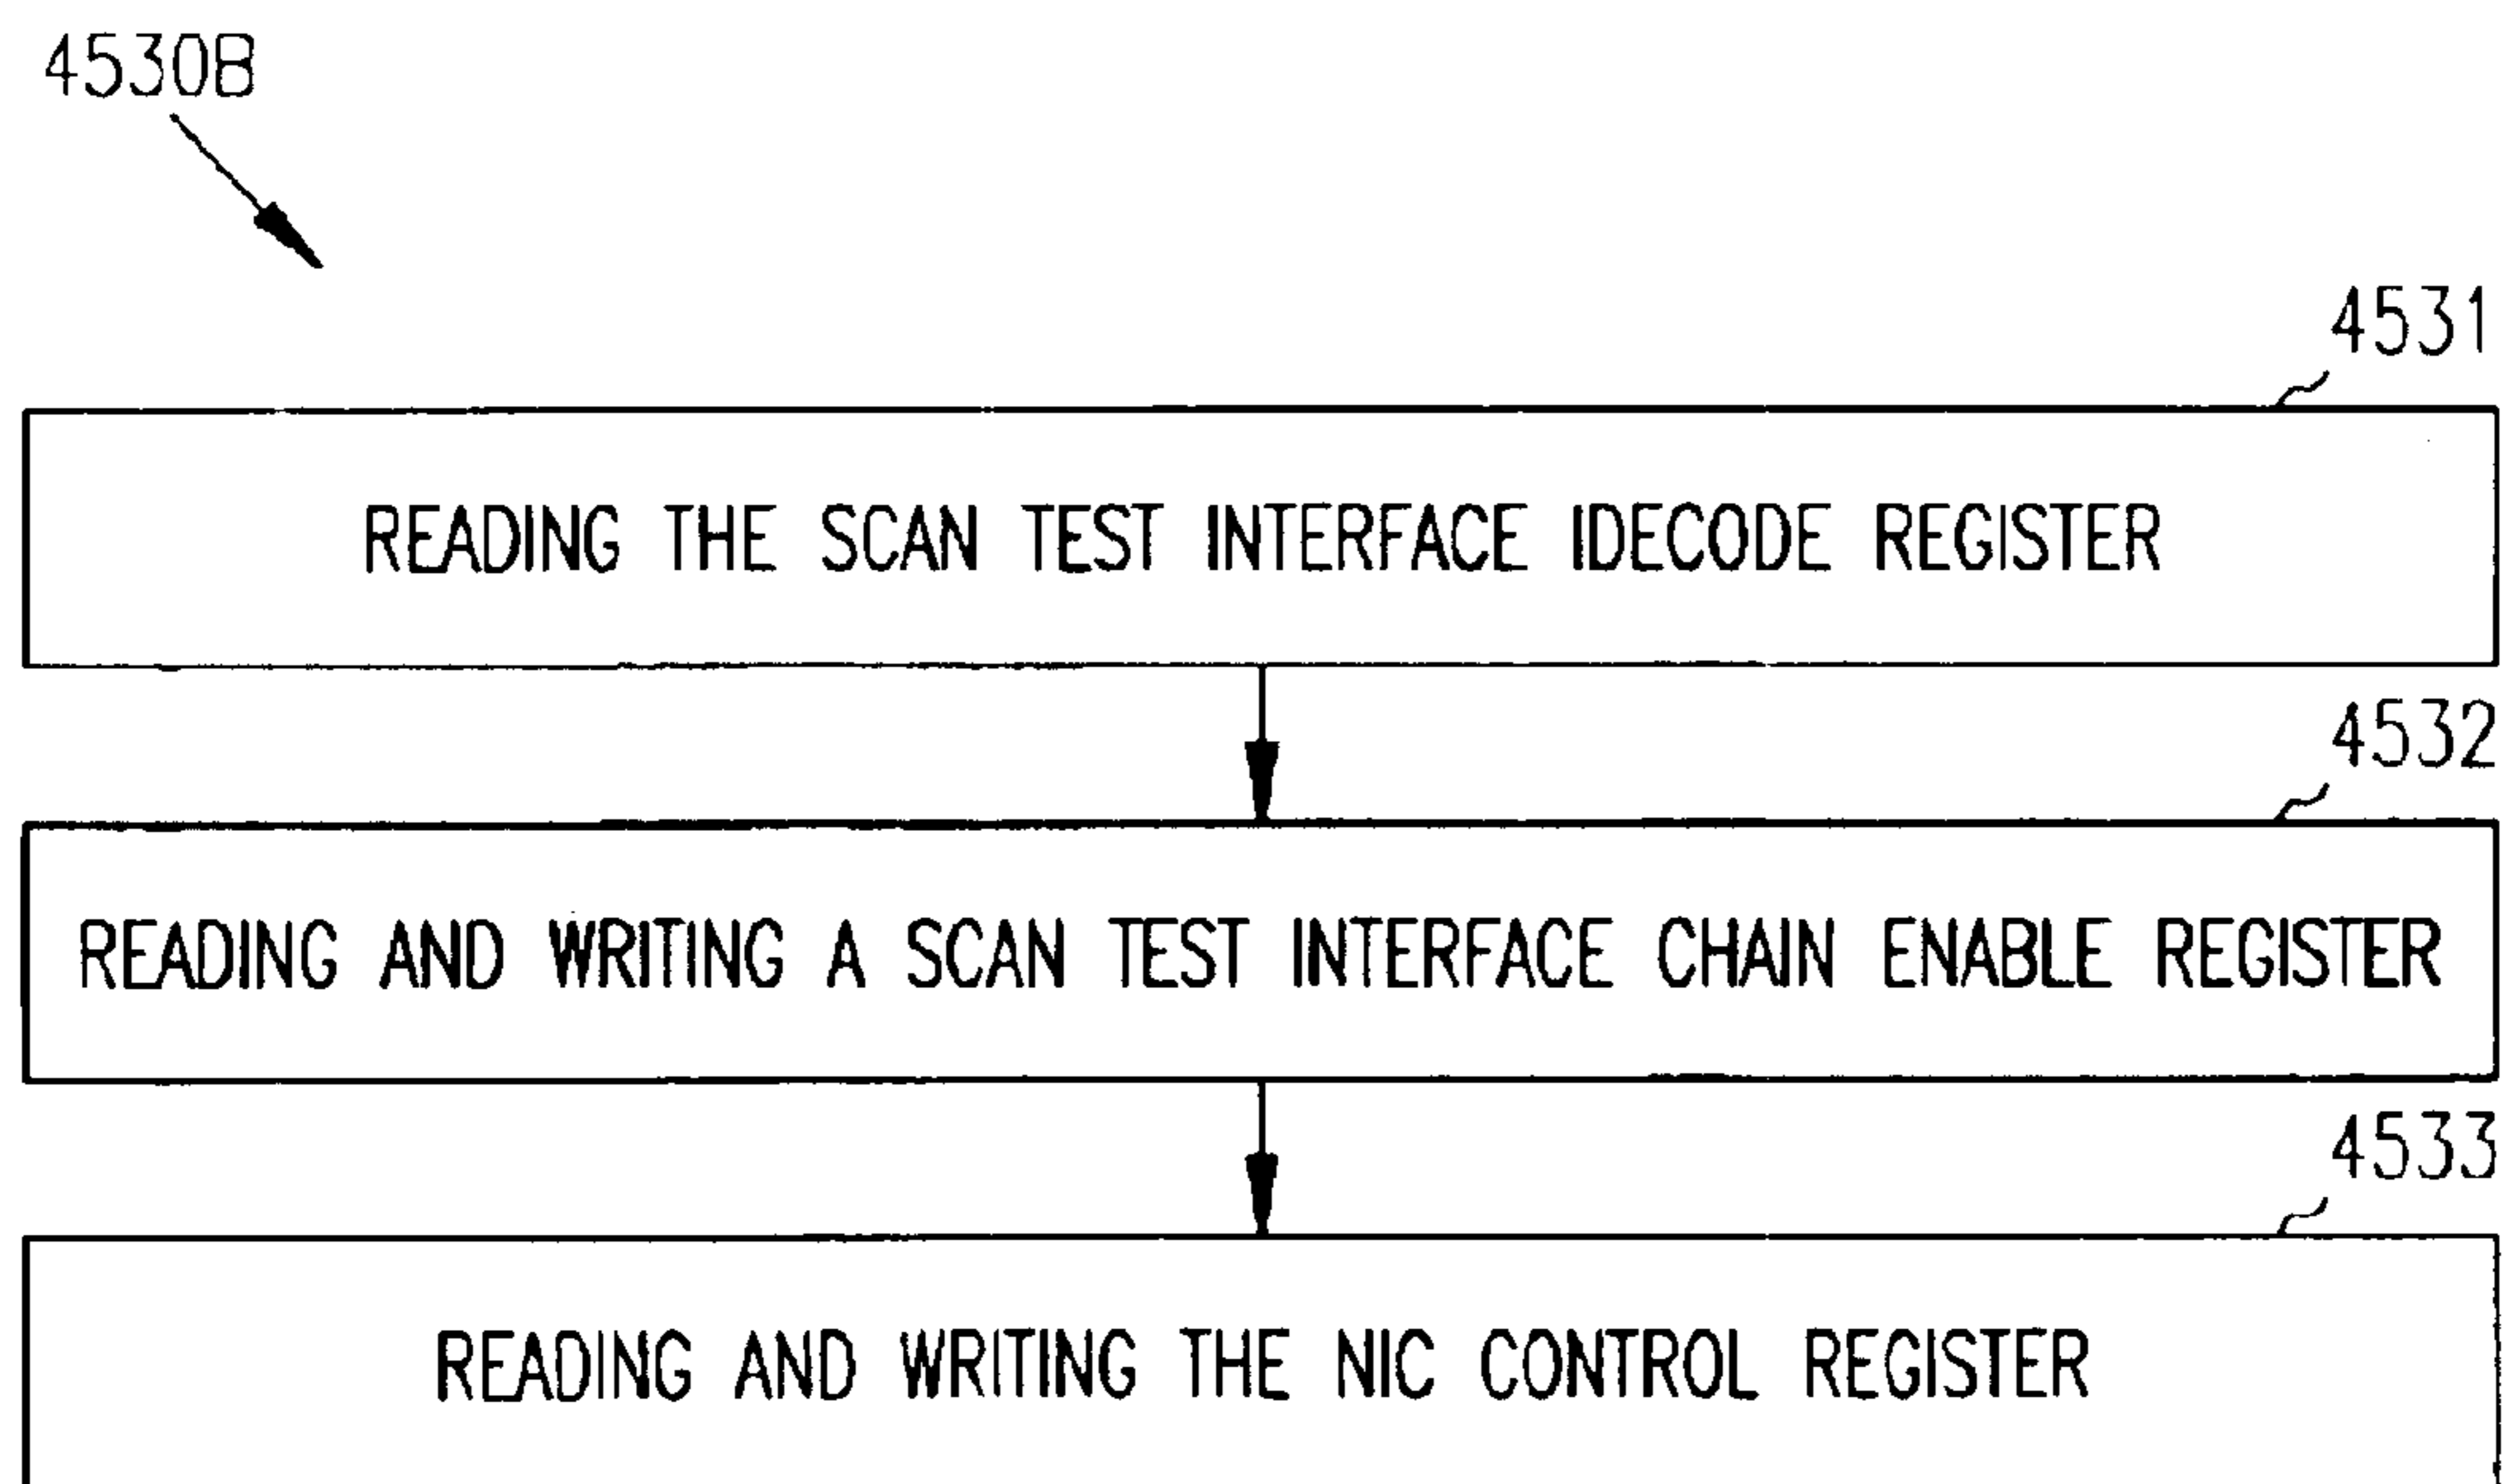 4530B
4531
READING THE SCAN TEST INTERFACE IDECODE REGISTER
4532
READING AND WRITING A SCAN TEST INTERFACE CHAIN ENABLE REGISTER
4533
READING AND WRITING THE NIC CONTROL REGISTER